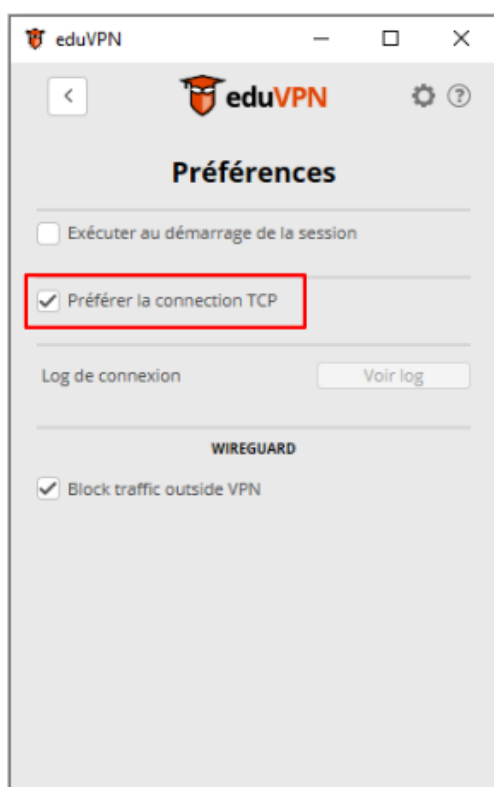 eduVPN
eduVPN
Préférences
Exécuter au démarrage de la session
Préférer la connection TCP
Log de connexion Voir log
WIREGUARD
Block traffic outside VPN